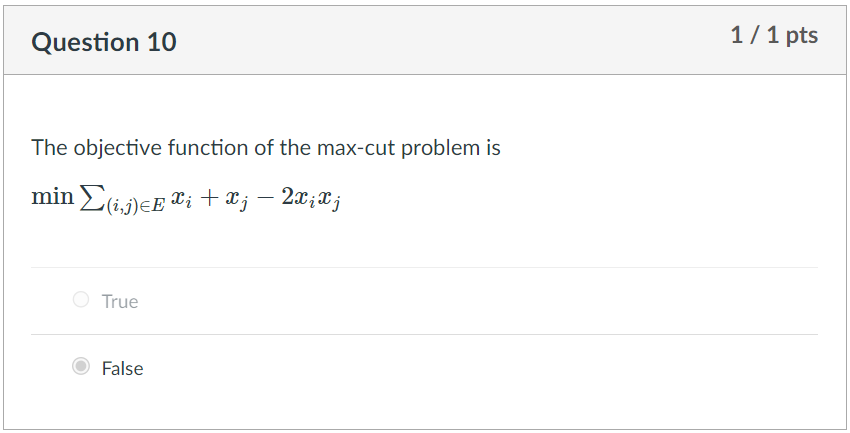 Question 10
1 / 1 pts
The objective function of the max-cut problem is
min ∑(i,j)∈E xi + xj − 2xixj
True
False